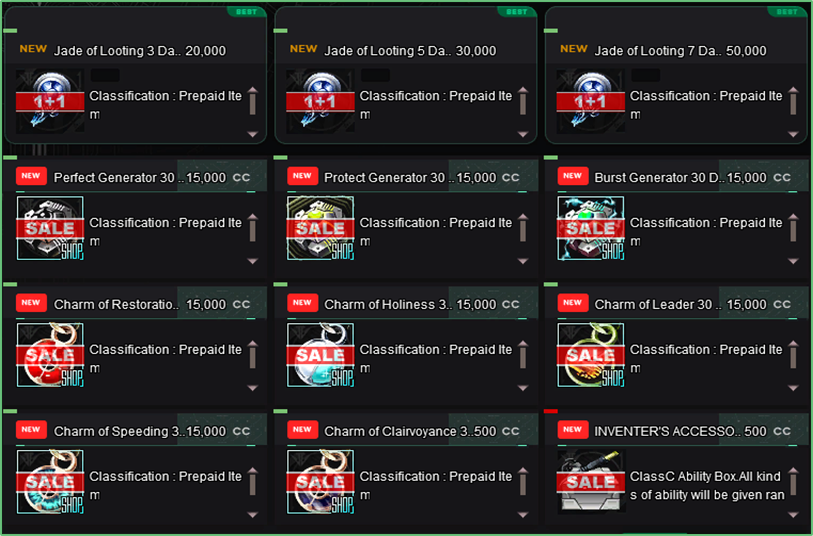 BEST
BEST
BEST
NEW Jade of Looting 3 Da.. 20,000
NEW Jade of Looting 5 Da.. 30,000
NEW Jade of Looting 7 Da.. 50,000
1+1
Classification : Prepaid Ite
m
1+1
Classification : Prepaid Ite
m
1+1
Classification : Prepaid Ite
m
NEW Perfect Generator 30 ..15,000 CC
NEW Protect Generator 30 ..15,000 CC
NEW Burst Generator 30 D..15,000 CC
SALE
SHOP
Classification : Prepaid Ite
m
SALE
SHOP
Classification : Prepaid Ite
m
SALE
SHOP
Classification : Prepaid Ite
m
NEW Charm of Restoratio.. 15,000 CC
NEW Charm of Holiness 3.. 15,000 CC
NEW Charm of Leader 30 .. 15,000 CC
SALE
SHOP
Classification : Prepaid Ite
m
SALE
SHOP
Classification : Prepaid Ite
m
SALE
SHOP
Classification : Prepaid Ite
m
NEW Charm of Speeding 3..15,000 CC
NEW Charm of Clairvoyance 3..500 CC
NEW INVENTER'S ACCESSO.. 500 CC
SALE
SHOP
Classification : Prepaid Ite
m
SALE
SHOP
Classification : Prepaid Ite
m
SALE
ClassC Ability Box.All kind
s of ability will be given ran